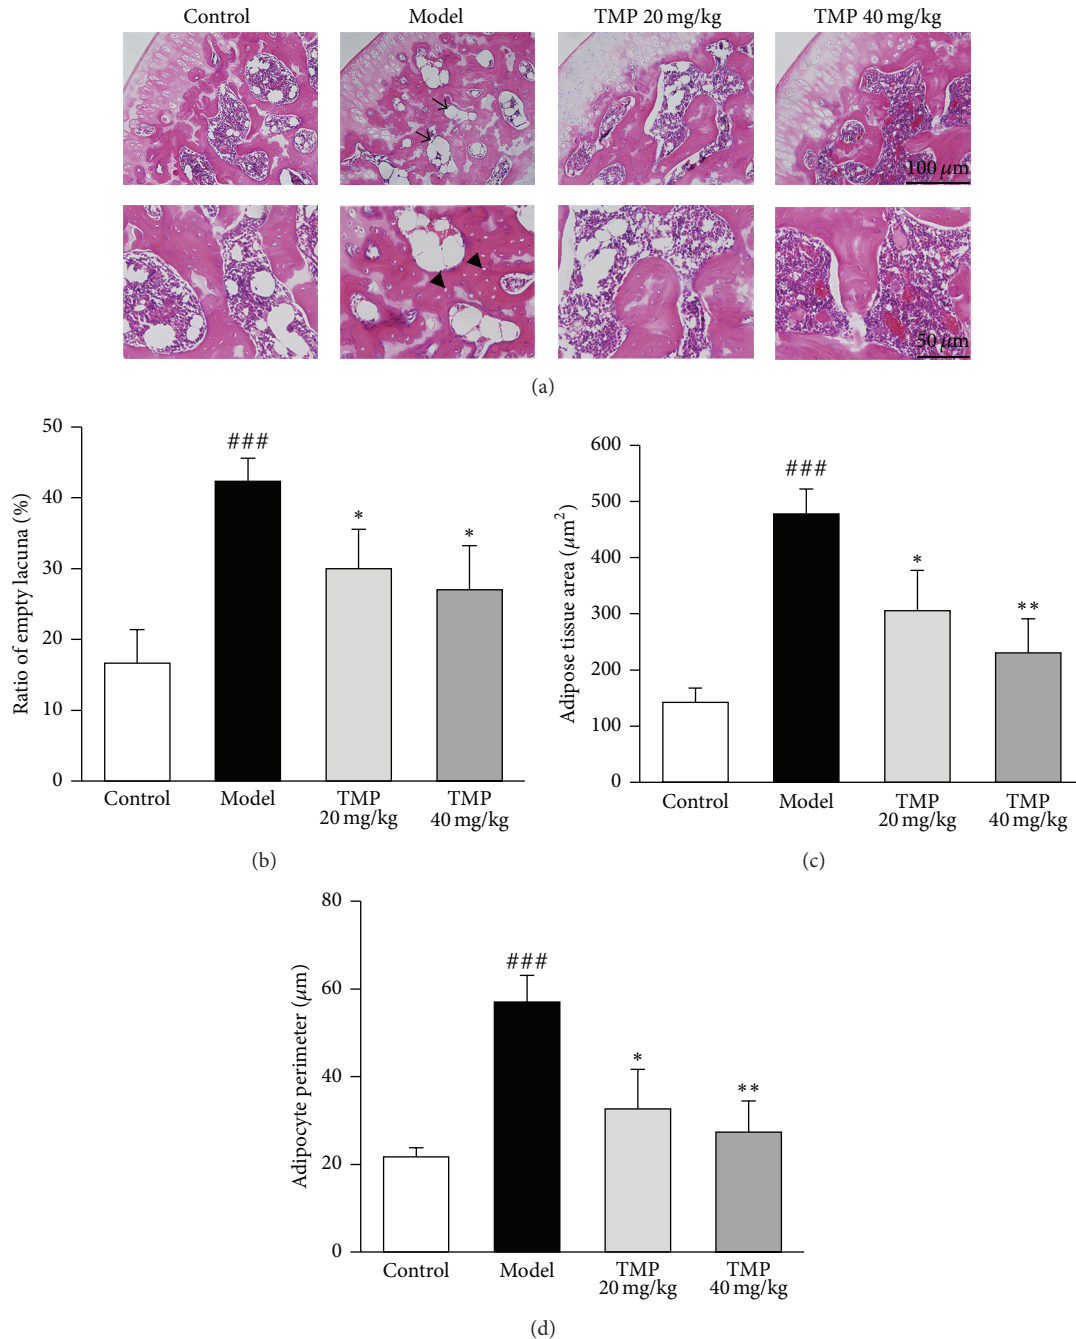 Control Model TMP 20 mg/kg TMP 40 mg/kg
100 μm
50 μm
(a)
Ratio of empty lacuna (%)
50
40
30
20
10
0
###
*
*
Control Model TMP TMP
20 mg/kg 40 mg/kg
(b)
Adipose tissue area (μm²)
600
500
400
300
200
100
0
###
*
**
Control Model TMP TMP
20 mg/kg 40 mg/kg
(c)
Adipocyte perimeter (μm)
80
60
40
20
0
###
*
**
Control Model TMP TMP
20 mg/kg 40 mg/kg
(d)